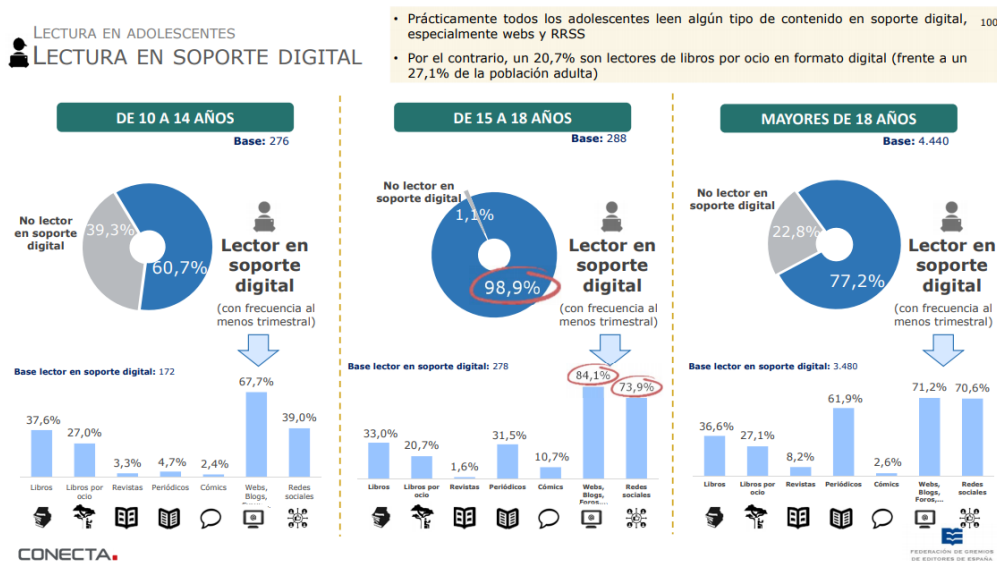 LECTURA EN ADOLESCENTES
LECTURA EN SOPORTE DIGITAL
• Prácticamente todos los adolescentes leen algún tipo de contenido en soporte digital,
especialmente webs y RRSS
• Por el contrario, un 20,7% son lectores de libros por ocio en formato digital (frente a un
27,1% de la población adulta)
100
DE 10 A 14 AÑOS
Base: 276
No lector
en soporte
digital
39,3%
60,7%
Lector en
soporte
digital
(con frecuencia al
menos trimestral)
Base lector en soporte digital: 172
37,6%
27,0%
3,3%
4,7%
2,4%
67,7%
39,0%
Libros
Libros por
ocio
Revistas
Periódicos
Cómics
Webs,
Blogs,
Redes
sociales
DE 15 A 18 AÑOS
Base: 288
No lector en
soporte digital
1,1%
98,9%
Lector en
soporte
digital
(con frecuencia al
menos trimestral)
Base lector en soporte digital: 278
33,0%
20,7%
1,6%
31,5%
10,7%
84,1%
73,9%
Libros
Libros por
ocio
Revistas
Periódicos
Cómics
Webs,
Blogs,
Foros,...
Redes
sociales
MAYORES DE 18 AÑOS
Base: 4.440
No lector en
soporte digital
22,8%
77,2%
Lector en
soporte
digital
(con frecuencia al
menos trimestral)
Base lector en soporte digital: 3.480
36,6%
27,1%
8,2%
61,9%
2,6%
71,2%
70,6%
Libros
Libros por
ocio
Revistas
Periódicos
Cómics
Webs,
Blogs,
Foros,...
Redes
sociales
CONECTA.
FEDERACIÓN DE GREMIOS
DE EDITORES DE ESPAÑA